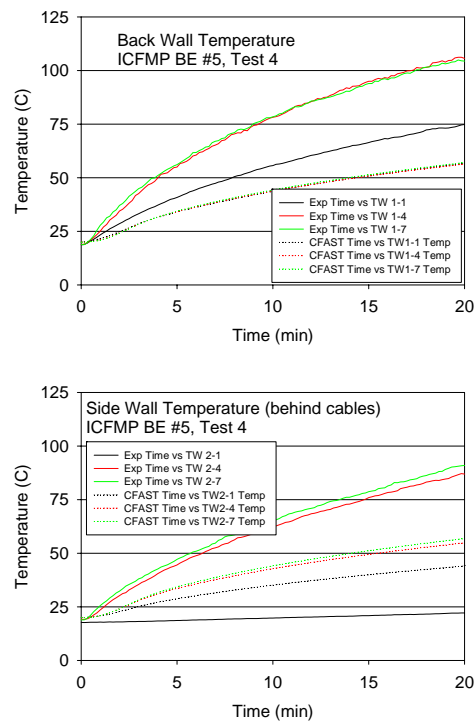 125
Back Wall Temperature
ICFMP BE #5, Test 4
100
75
50
25
0
Temperature (C)
Exp Time vs TW 1-1
Exp Time vs TW 1-4
Exp Time vs TW 1-7
CFAST Time vs TW1-1 Temp
CFAST Time vs TW1-4 Temp
CFAST Time vs TW1-7 Temp
0 5 10 15 20
Time (min)
125
Side Wall Temperature (behind cables)
ICFMP BE #5, Test 4
100
75
50
25
0
Temperature (C)
Exp Time vs TW 2-1
Exp Time vs TW 2-4
Exp Time vs TW 2-7
CFAST Time vs TW2-1 Temp
CFAST Time vs TW2-4 Temp
CFAST Time vs TW2-7 Temp
0 5 10 15 20
Time (min)